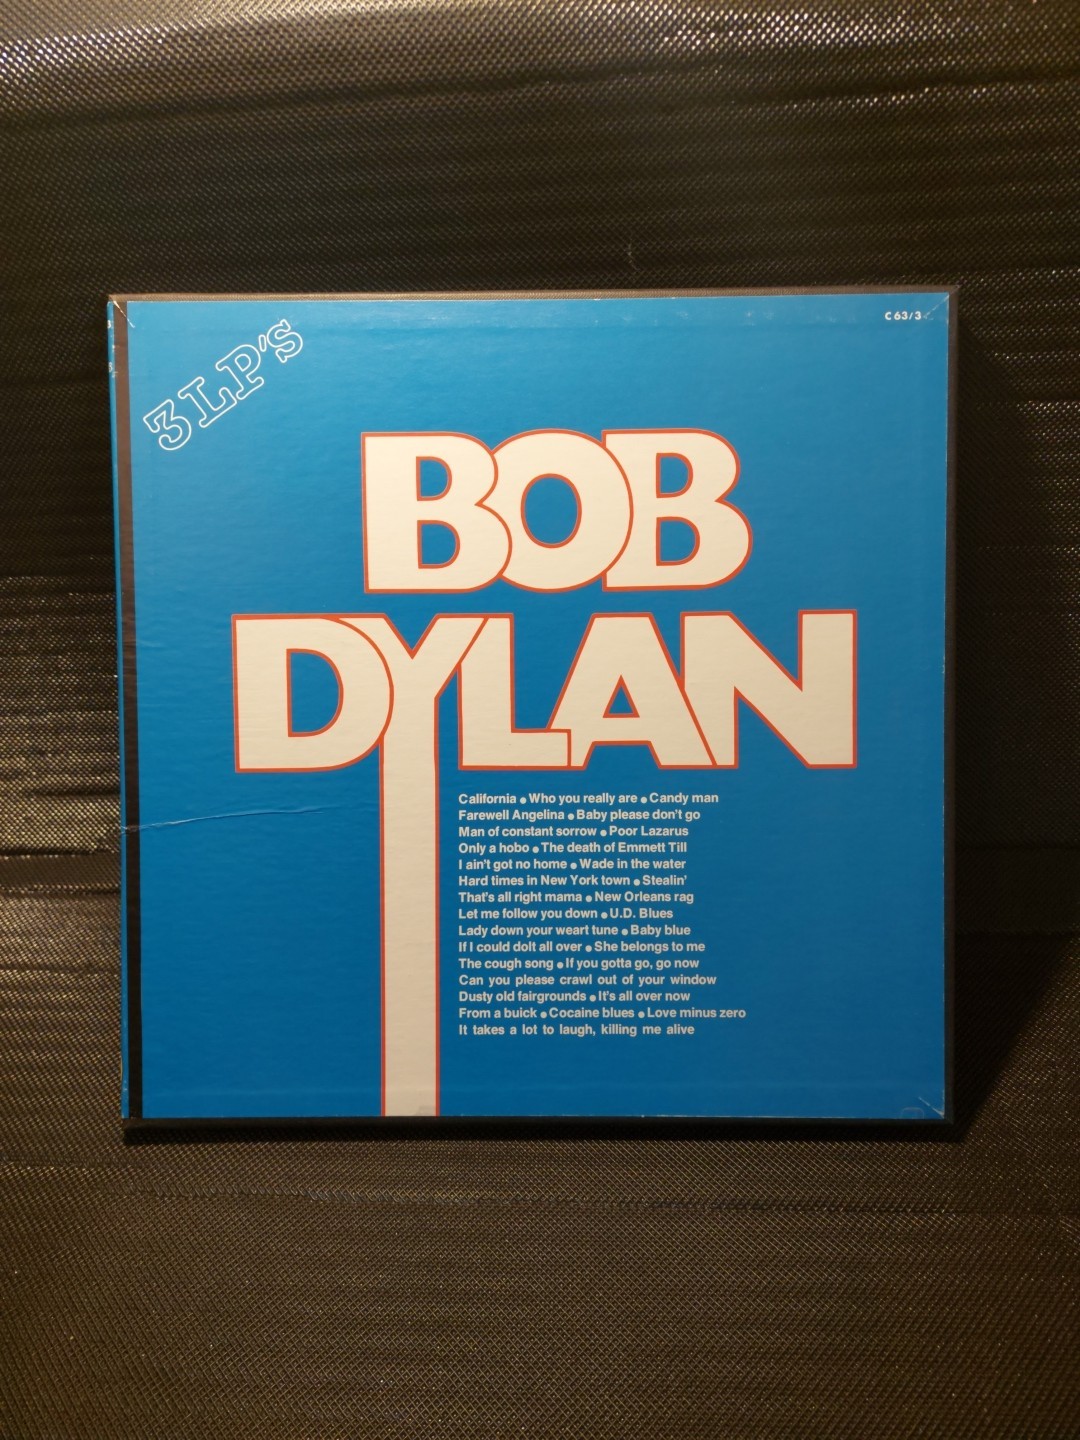 3 LP's
C 63/3
BOB
DYLAN
California ● Who you really are ● Candy man
Farewell Angelina ● Baby please don't go
Man of constant sorrow ● Poor Lazarus
Only a hobo ● The death of Emmett Till
I ain't got no home ● Wade in the water
Hard times in New York town ● Stealin'
That's all right mama ● New Orleans rag
Let me follow you down ● U.D. Blues
Lady down your weart tune ● Baby blue
If I could dolt all over ● She belongs to me
The cough song ● If you gotta go, go now
Can you please crawl out of your window
Dusty old fairgrounds ● It's all over now
From a buick ● Cocaine blues ● Love minus zero
It takes a lot to laugh, killing me alive